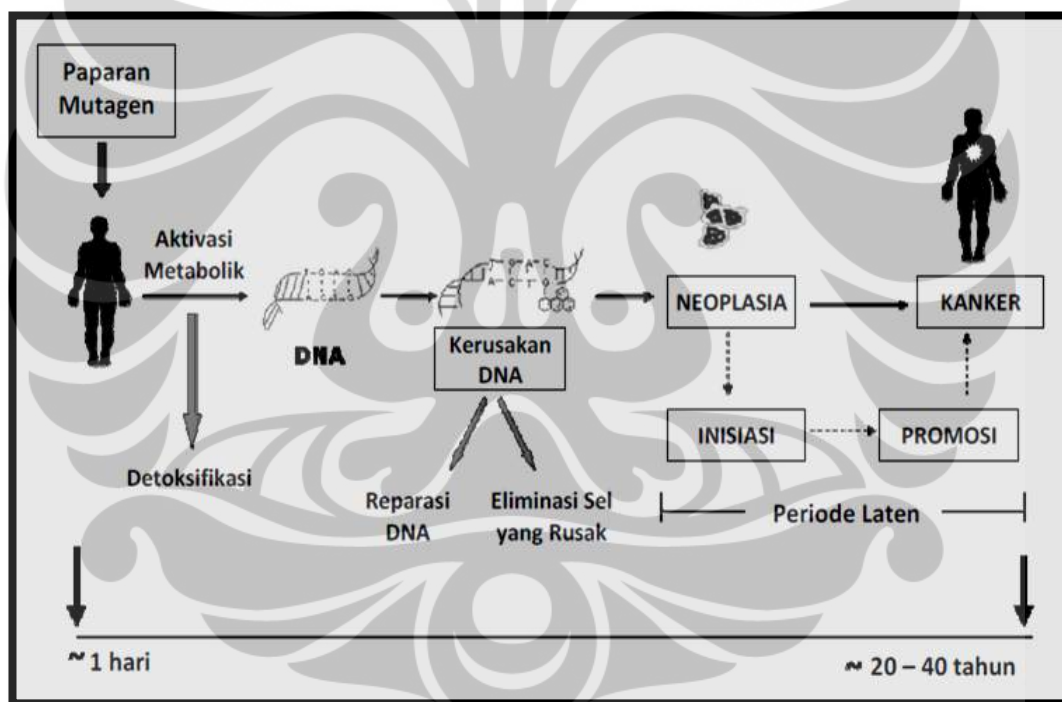 Paparan
Mutagen
Aktivasi
Metabolik
Detoksifikasi
DNA
Kerusakan
DNA
Reparasi
DNA
Eliminasi Sel
yang Rusak
NEOPLASIA
KANKER
INISIASI
PROMOSI
Periode Laten
~ 1 hari
~ 20 – 40 tahun